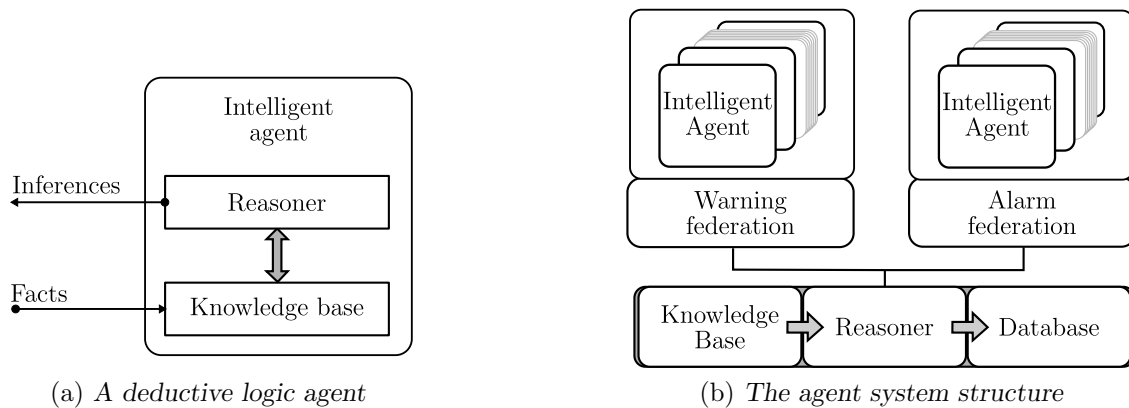 Intelligent
agent
Inferences
Reasoner
Facts
Knowledge base
(a) A deductive logic agent
Intelligent
Agent
Warning
federation
Intelligent
Agent
Alarm
federation
Knowledge
Base
Reasoner
Database
(b) The agent system structure